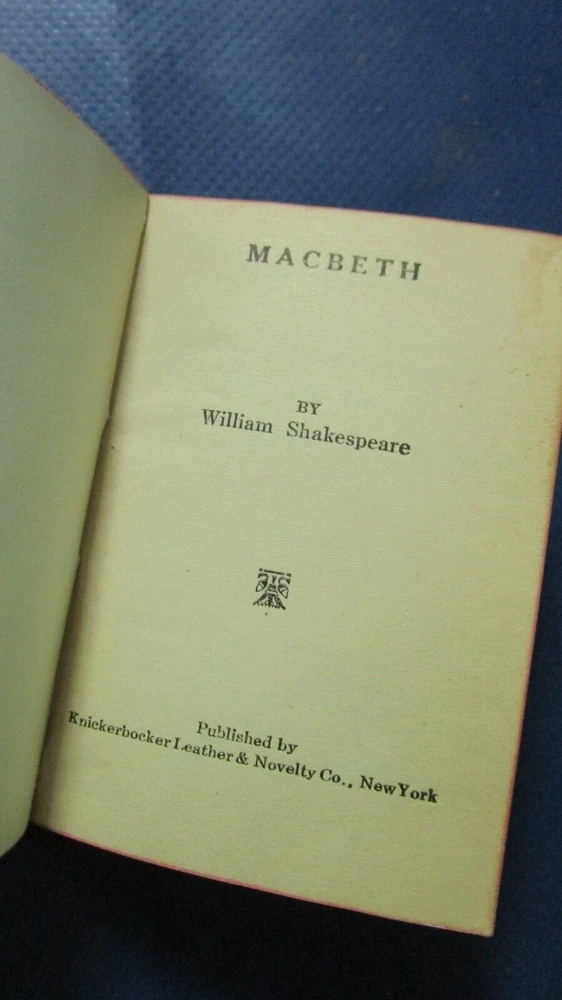 MACBETH
BY
William Shakespeare
Published by
Knickerbocker Leather & Novelty Co., New York